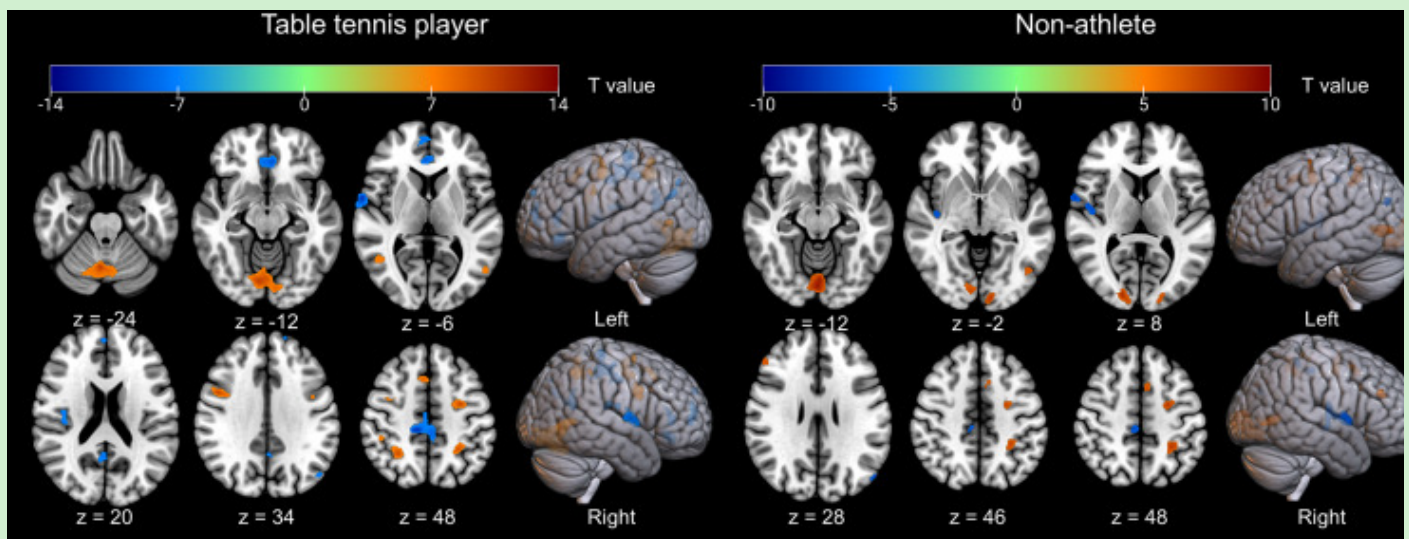 Table tennis player
-14 -7 0 7 14 T value
z = -24 z = -12 z = -6 Left
z = 20 z = 34 z = 48 Right
Non-athlete
-10 -5 0 5 10 T value
z = -12 z = -2 z = 8 Left
z = 28 z = 46 z = 48 Right